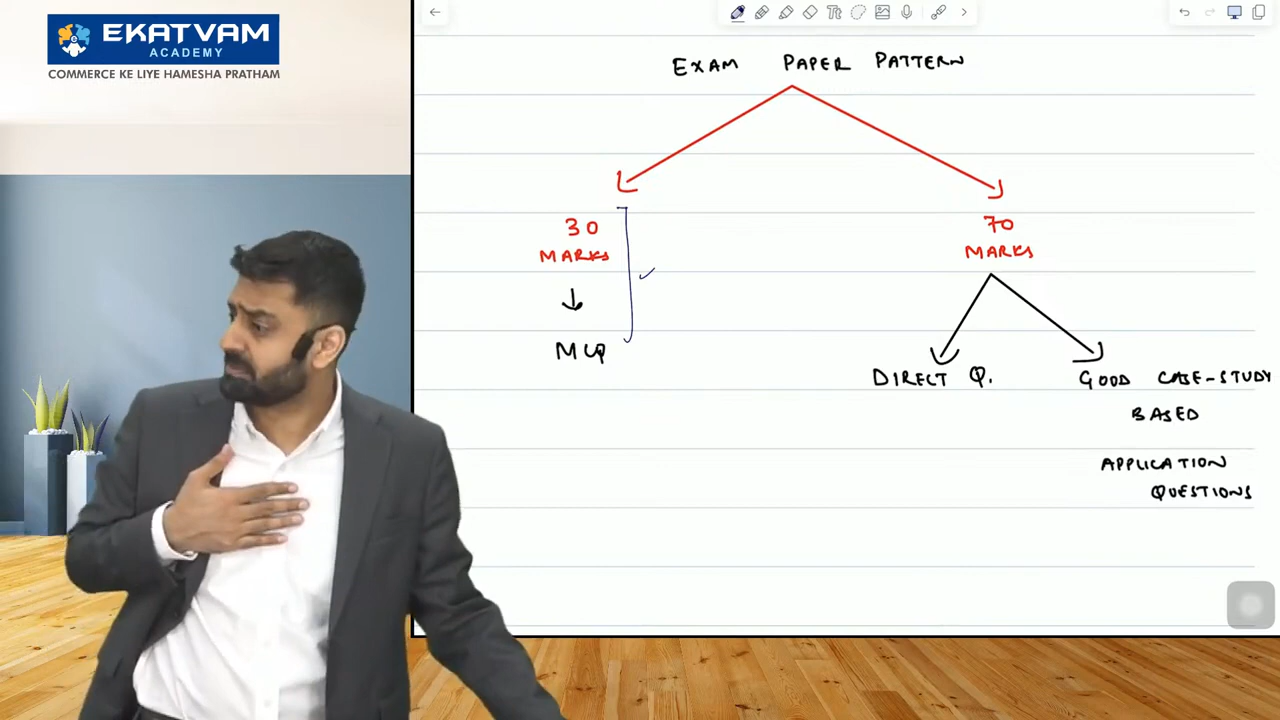 EKATVAM
ACADEMY
COMMERCE KE LIYE HAMESHA PRATHAM
EXAM PAPER PATTERN
30
MARKS
MCQ
70
MARKS
DIRECT Q.
GOOD CASE-STUDY
BASED
APPLICATION
QUESTIONS